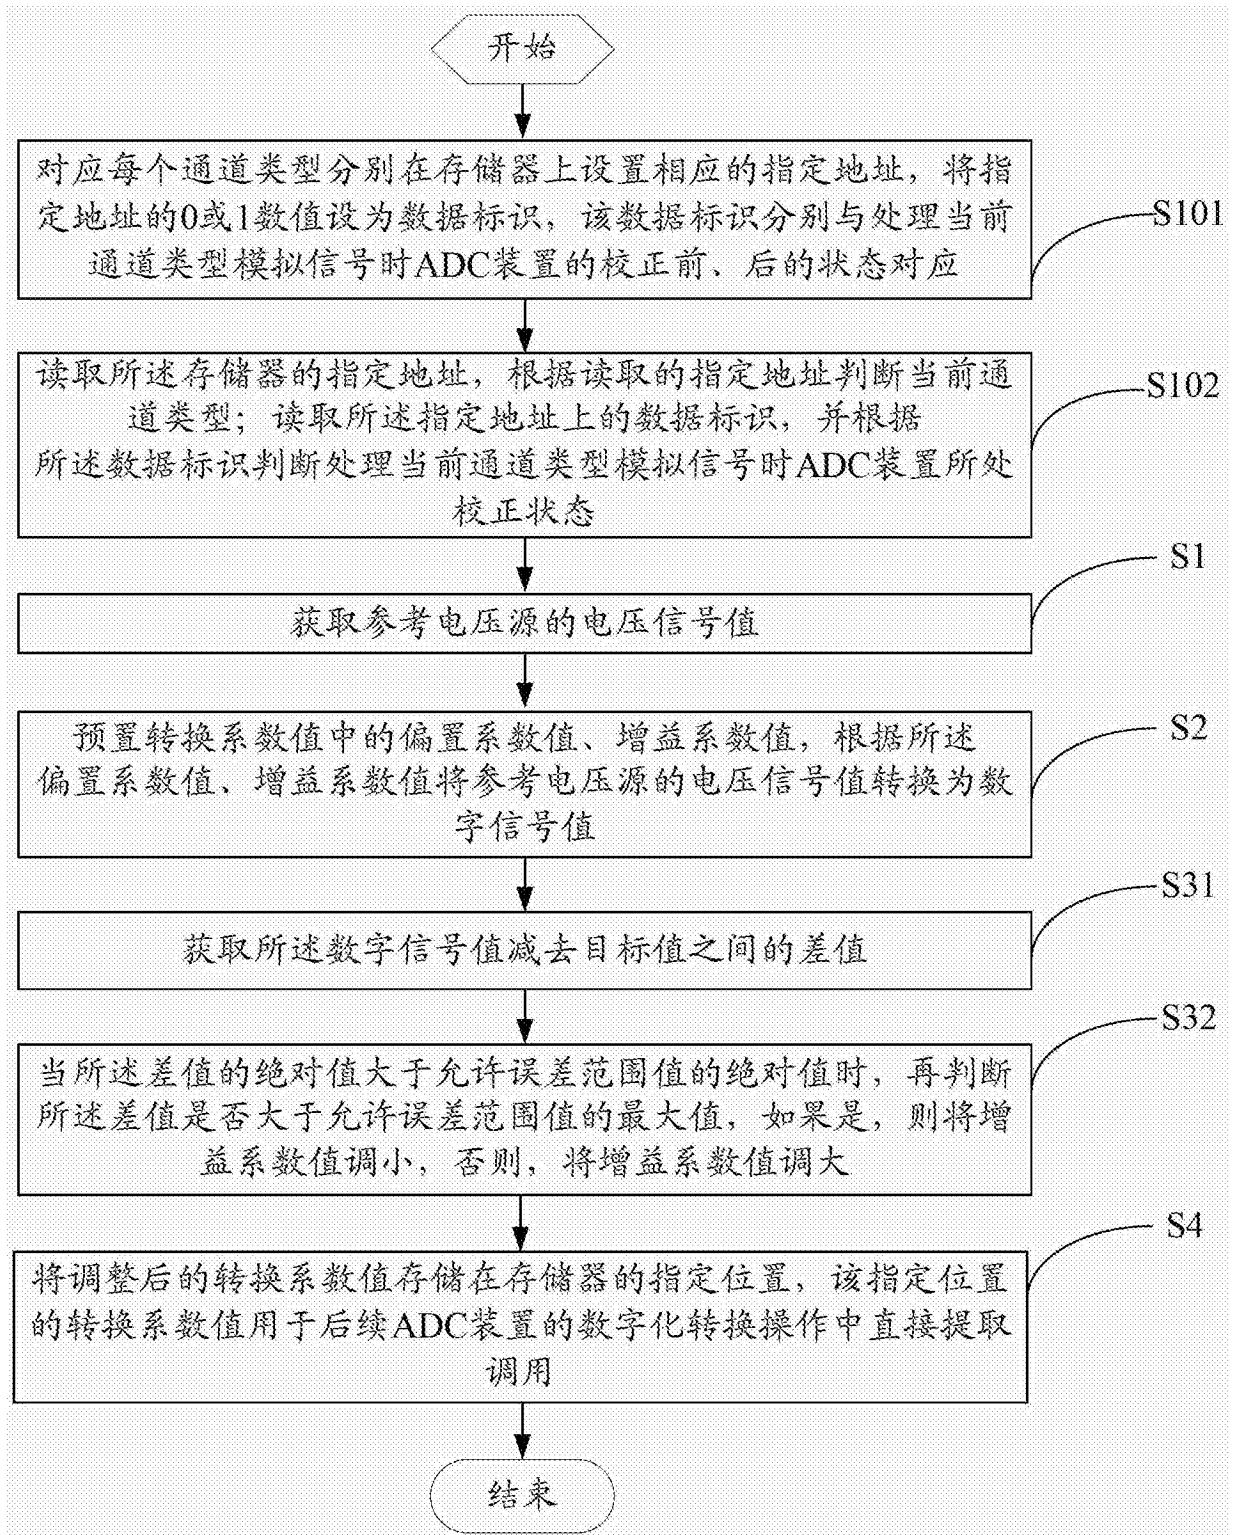 开始
对应每个通道类型分别在存储器上设置相应的指定地址，将指
定地址的0或1数值设为数据标识，该数据标识分别与处理当前
通道类型模拟信号时ADC装置的校正前、后的状态对应
S101
读取所述存储器的指定地址，根据读取的指定地址判断当前通
道类型；读取所述指定地址上的数据标识，并根据
所述数据标识判断处理当前通道类型模拟信号时ADC装置所处
校正状态
S102
获取参考电压源的电压信号值
S1
预置转换系数值中的偏置系数值、增益系数值，根据所述
偏置系数值、增益系数值将参考电压源的电压信号值转换为数
字信号值
S2
获取所述数字信号值减去目标值之间的差值
S31
当所述差值的绝对值大于允许误差范围值的绝对值时，再判断
所述差值是否大于允许误差范围值的最大值，如果是，则将增
益系数值调小，否则，将增益系数值调大
S32
将调整后的转换系数值存储在存储器的指定位置，该指定位置
的转换系数值用于后续ADC装置的数字化转换操作中直接提取
调用
S4
结束